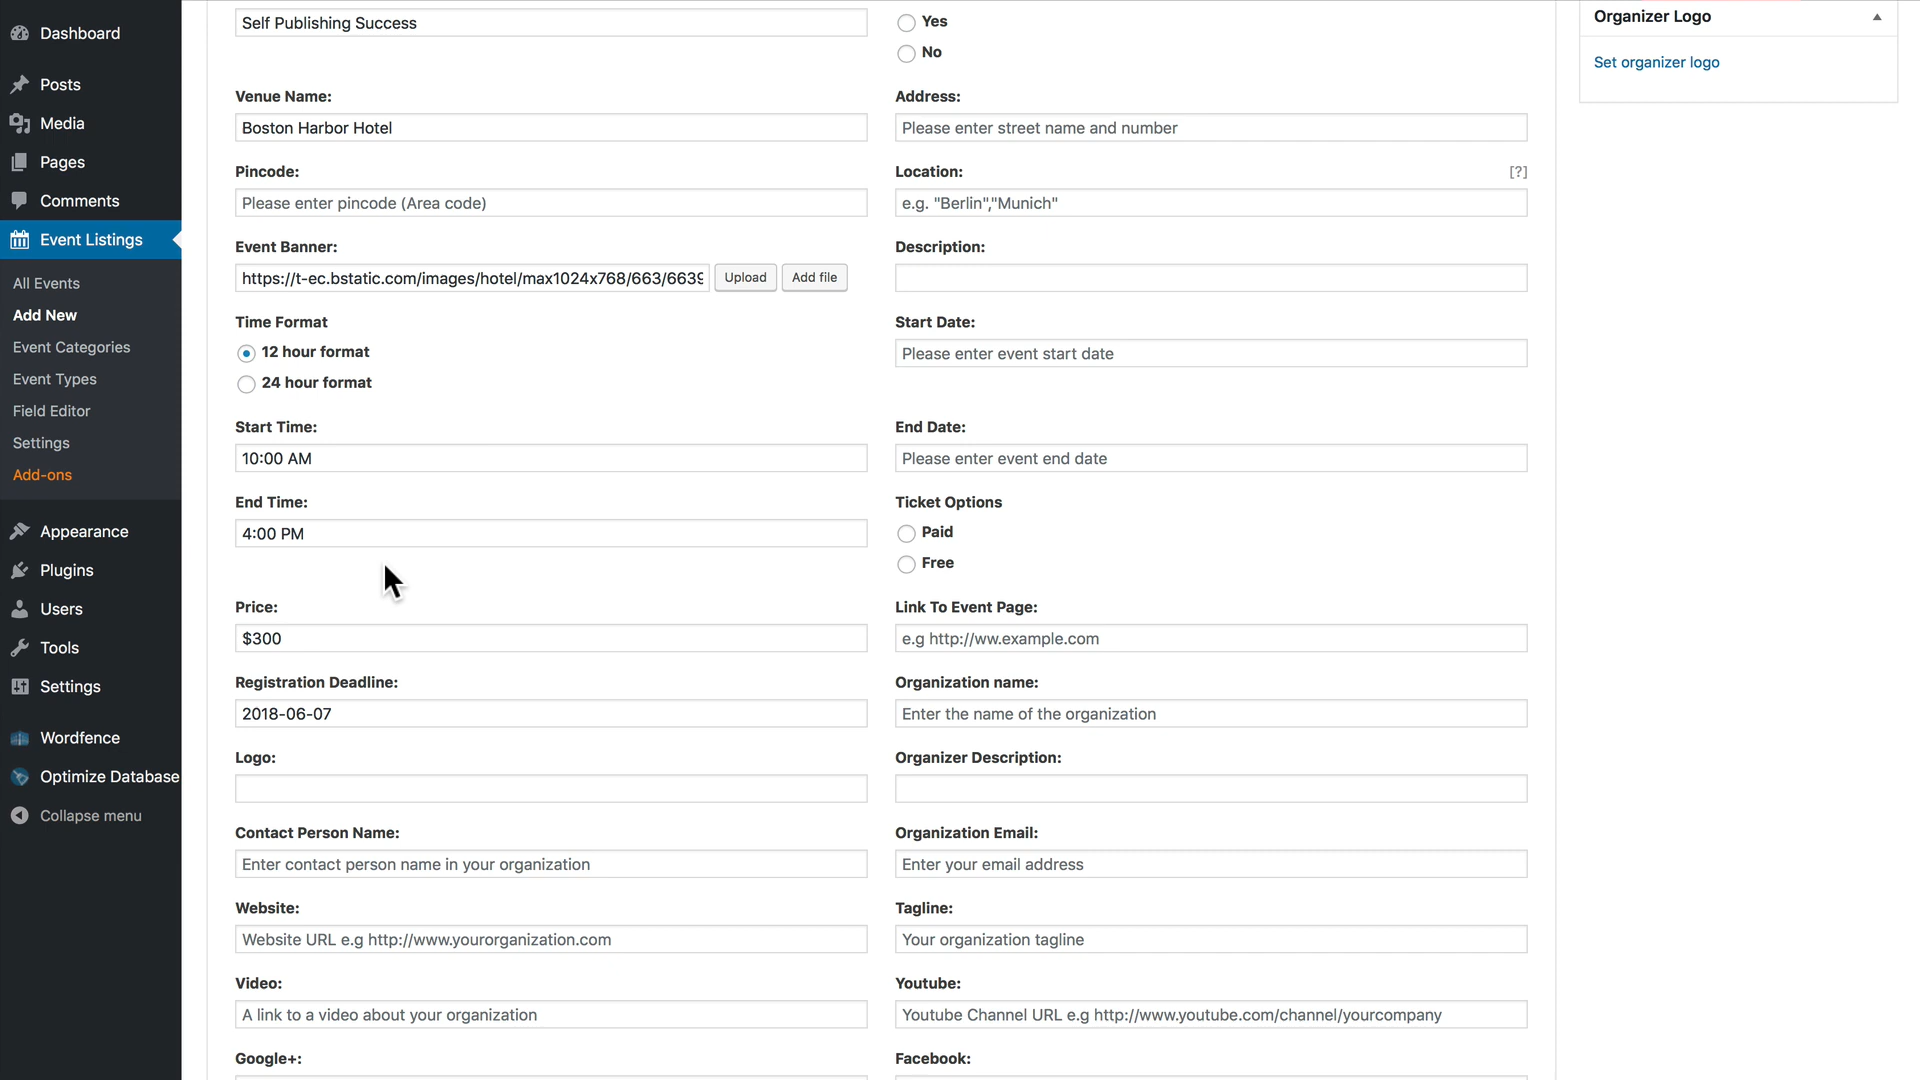 Dashboard
Posts
Media
Pages
Comments
Event Listings
All Events
Add New
Event Categories
Event Types
Field Editor
Settings
Add-ons
Appearance
Plugins
Users
Tools
Settings
Wordfence
Optimize Database
Collapse menu
Self Publishing Success
Yes
No
Venue Name:
Address:
Boston Harbor Hotel
Please enter street name and number
Pincode:
Location:
[?]
Please enter pincode (Area code)
e.g. "Berlin","Munich"
Event Banner:
Description:
https://t-ec.bstatic.com/images/hotel/max1024x768/663/6639
Upload
Add file
Time Format
Start Date:
12 hour format
Please enter event start date
24 hour format
Start Time:
End Date:
10:00 AM
Please enter event end date
End Time:
Ticket Options
4:00 PM
Paid
Free
Price:
Link To Event Page:
$300
e.g http://ww.example.com
Registration Deadline:
Organization name:
2018-06-07
Enter the name of the organization
Logo:
Organizer Description:
Contact Person Name:
Organization Email:
Enter contact person name in your organization
Enter your email address
Website:
Tagline:
Website URL e.g http://www.yourorganization.com
Your organization tagline
Video:
Youtube:
A link to a video about your organization
Youtube Channel URL e.g http://www.youtube.com/channel/yourcompany
Google+:
Facebook:
Organizer Logo
Set organizer logo